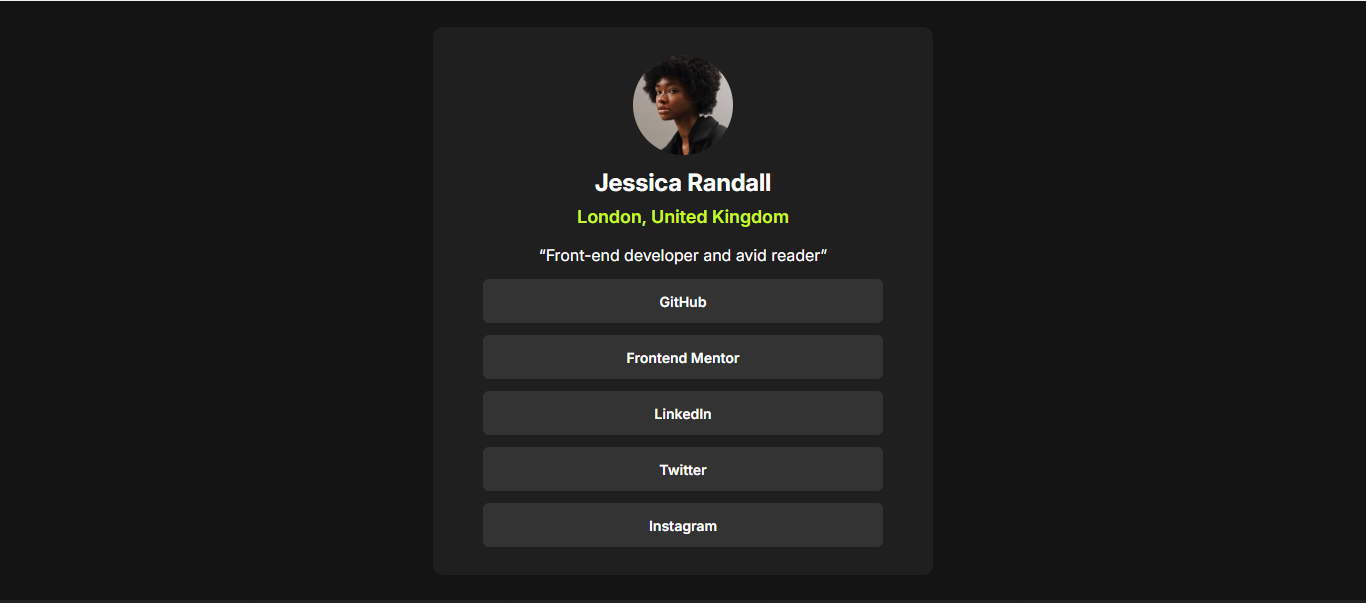 Jessica Randall
London, United Kingdom
“Front-end developer and avid reader”
GitHub
Frontend Mentor
LinkedIn
Twitter
Instagram